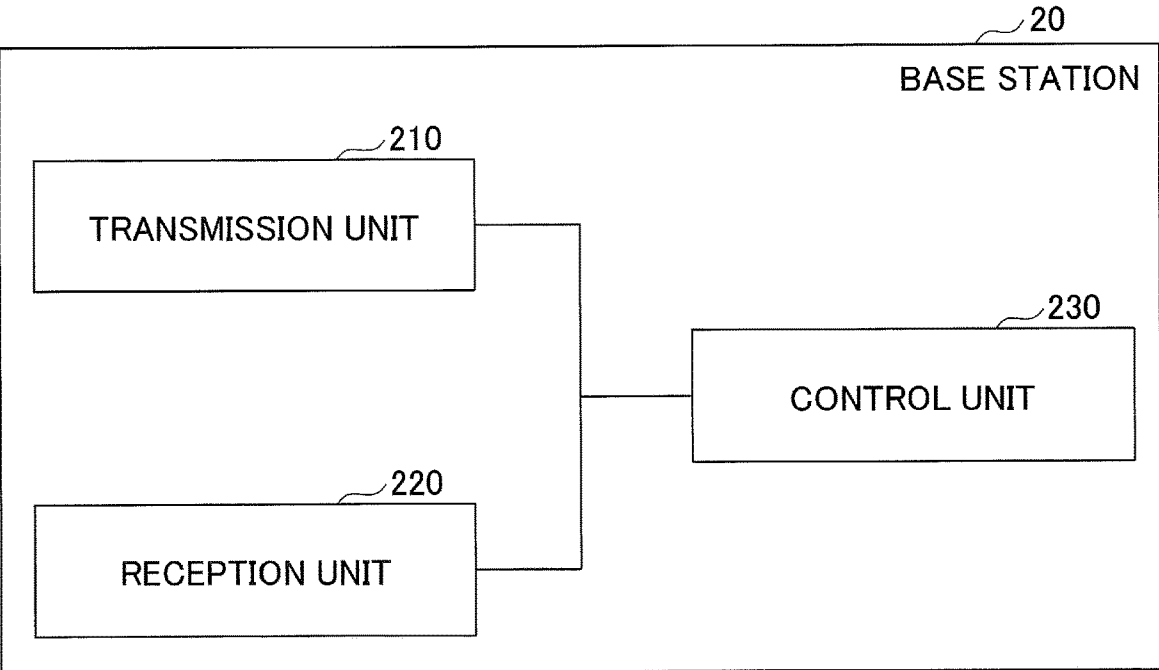 20
BASE STATION
210
TRANSMISSION UNIT
230
CONTROL UNIT
220
RECEPTION UNIT